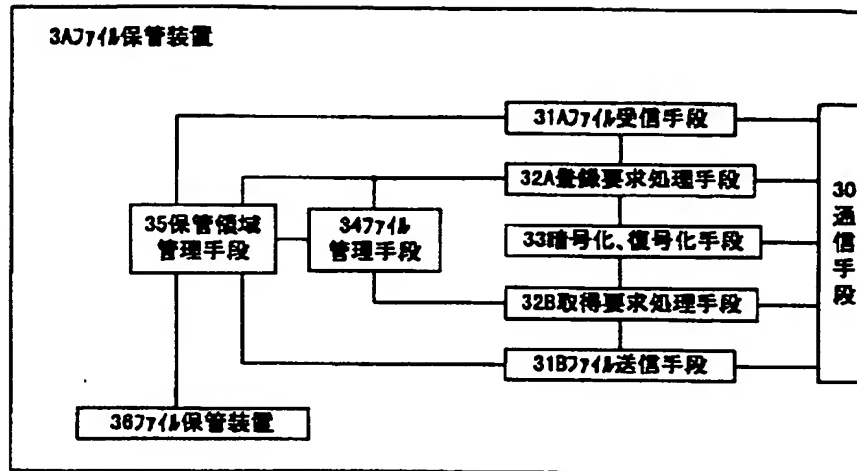 3Aﾌｧｲﾙ保管装置
31Aﾌｧｲﾙ受信手段
32A登録要求処理手段
30
通
信
手
段
35保管領域
管理手段
34ﾌｧｲﾙ
管理手段
33暗号化、復号化手段
32B取得要求処理手段
31Bﾌｧｲﾙ送信手段
36ﾌｧｲﾙ保管装置